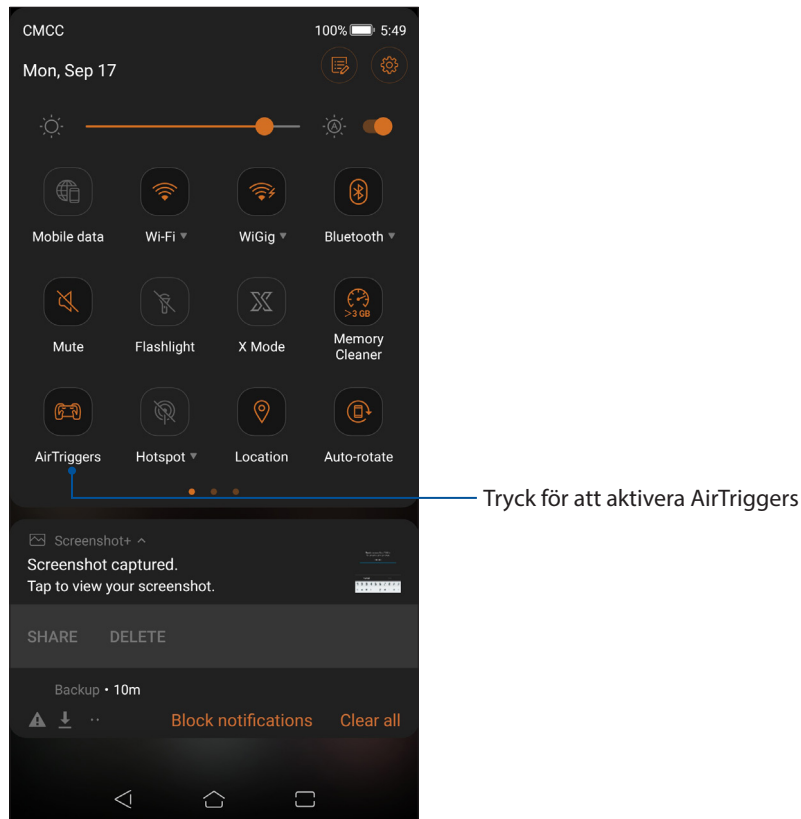 CMCC 100% 5:49
Mon, Sep 17
A
Mobile data Wi-Fi WiGig Bluetooth
>3 GB
Mute Flashlight X Mode Memory
Cleaner
AirTriggers Hotspot Location Auto-rotate
Tryck för att aktivera AirTriggers
Screenshot+
Screenshot captured.
Tap to view your screenshot.
SHARE DELETE
Backup • 10m
Block notifications Clear all